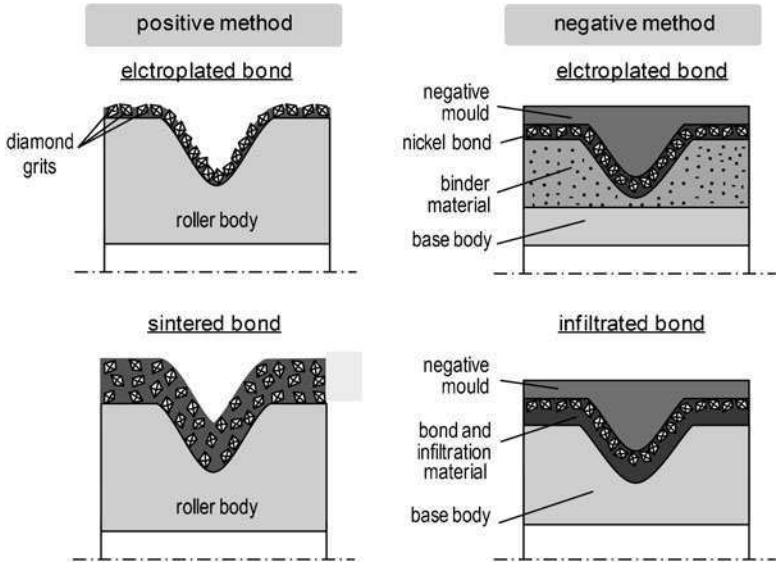 positive method
elctroplated bond
diamond
grits
roller body
sintered bond
roller body
negative method
elctroplated bond
negative
mould
nickel bond
binder
material
base body
infiltrated bond
negative
mould
bond and
infiltration
material
base body